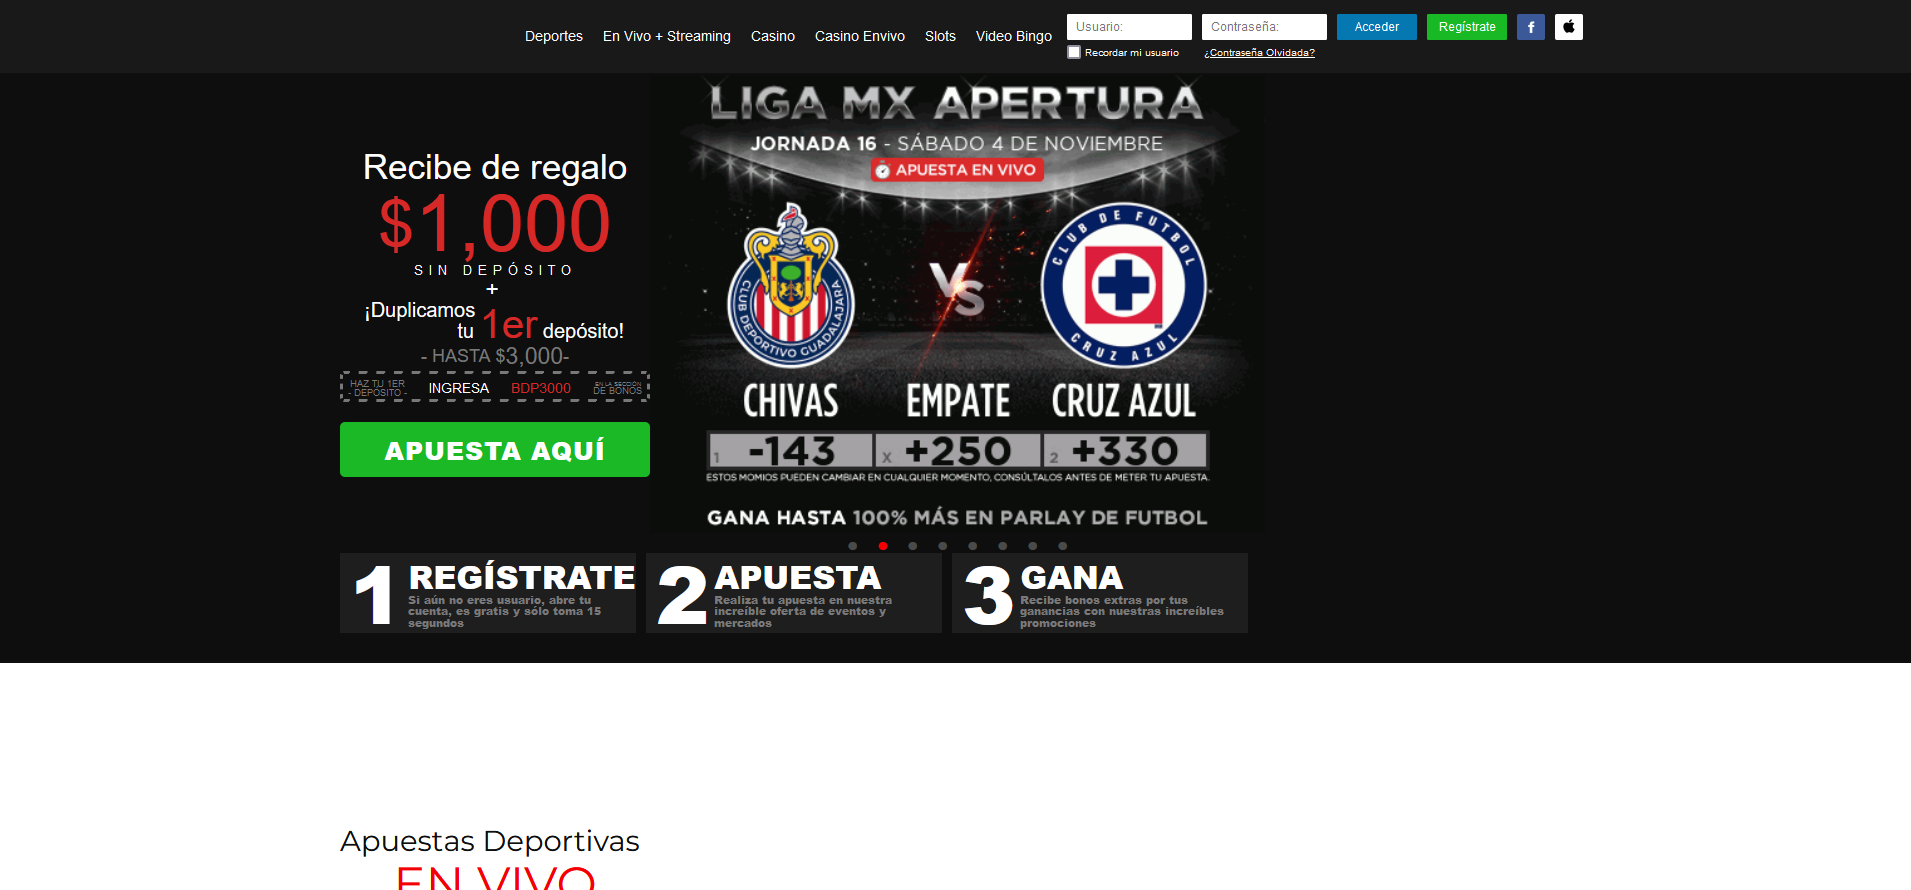 Deportes
En Vivo + Streaming
Casino
Casino Envivo
Slots
Video Bingo
Usuario:
Contraseña:
Acceder
Regístrate
Recordar mi usuario
¿Contraseña Olvidada?
Recibe de regalo
$1,000
SIN DEPÓSITO
+
¡Duplicamos
tu 1er depósito!
- HASTA $3,000-
HAZ TU 1ER
- DEPOSITO -
INGRESA
BDP3000
EN LA SECCIÓN
DE BONOS
APUESTA AQUÍ
LIGA MX APERTURA
JORNADA 16 - SÁBADO 4 DE NOVIEMBRE
APUESTA EN VIVO
CLUB DEPORTIVO GUADALAJARA
VS
CLUB DE FUTBOL
CRUZ AZUL
CHIVAS
EMPATE
CRUZ AZUL
1 -143
X +250
2 +330
ESTOS MOMIOS PUEDEN CAMBIAR EN CUALQUIER MOMENTO, CONSÚLTALOS ANTES DE METER TU APUESTA.
GANA HASTA 100% MÁS EN PARLAY DE FUTBOL
1
REGÍSTRATE
Si aún no eres usuario, abre tu
cuenta, es gratis y sólo toma 15
segundos
2
APUESTA
Realiza tu apuesta en nuestra
increíble oferta de eventos y
mercados
3
GANA
Recibe bonos extras por tus
ganancias con nuestras increíbles
promociones
Apuestas Deportivas
EN VIVO